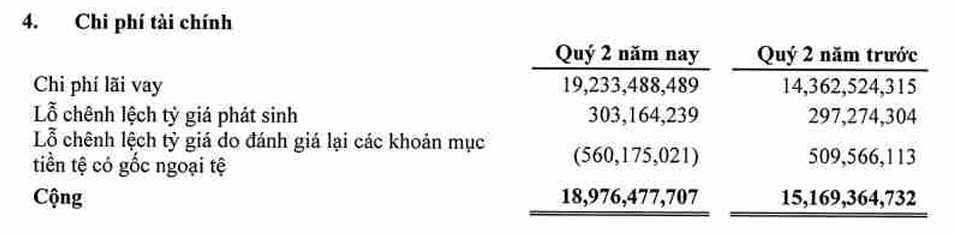 4. Chi phí tài chính
Quý 2 năm nay Quý 2 năm trước
Chi phí lãi vay 19,233,488,489 14,362,524,315
Lỗ chênh lệch tỷ giá phát sinh 303,164,239 297,274,304
Lỗ chênh lệch tỷ giá do đánh giá lại các khoản mục
tiền tệ có gốc ngoại tệ (560,175,021) 509,566,113
Cộng 18,976,477,707 15,169,364,732